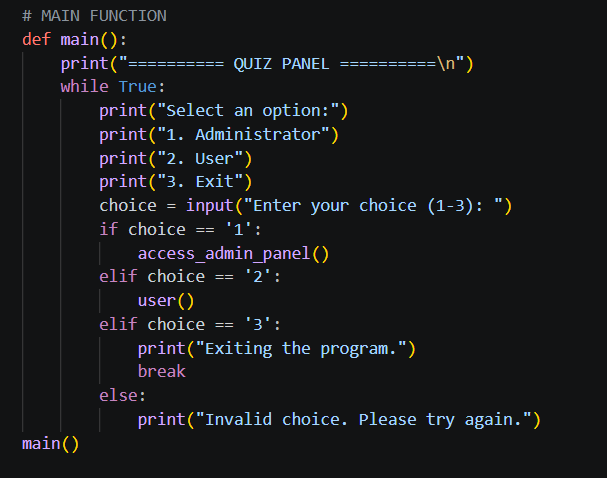 # MAIN FUNCTION
def main():
    print("========== QUIZ PANEL ==========\n")
    while True:
        print("Select an option:")
        print("1. Administrator")
        print("2. User")
        print("3. Exit")
        choice = input("Enter your choice (1-3): ")
        if choice == '1':
            access_admin_panel()
        elif choice == '2':
            user()
        elif choice == '3':
            print("Exiting the program.")
            break
        else:
            print("Invalid choice. Please try again.")
main()